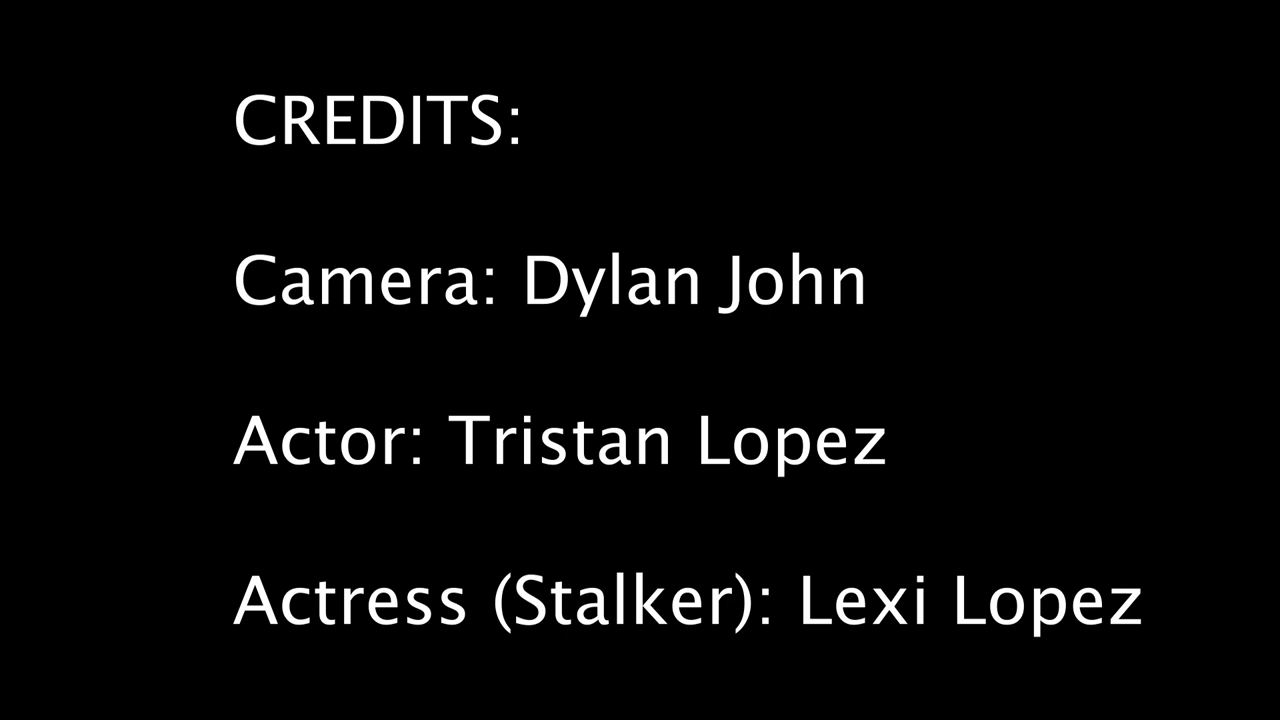 CREDITS:
Camera: Dylan John
Actor: Tristan Lopez
Actress (Stalker): Lexi Lopez